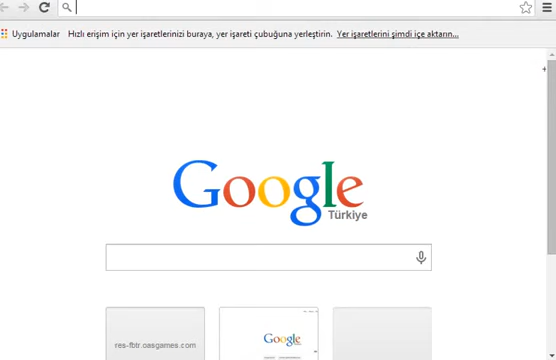 Uygulamalar Hızlı erişim için yer işaretlerinizi buraya, yer işareti çubuğuna yerleştirin. Yer işaretlerini şimdi içe aktarın...
Google
Türkiye
res-fbtr.oasgames.com
Google